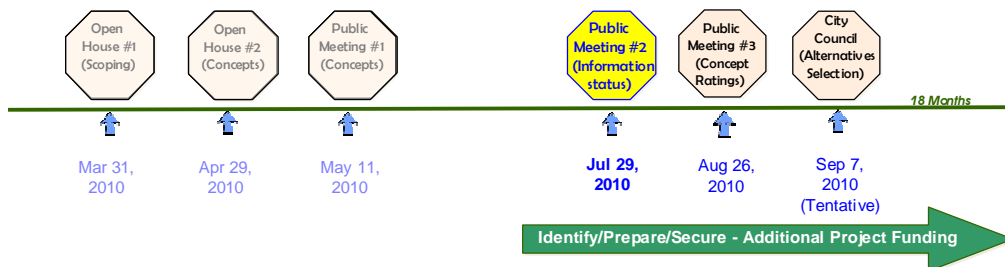 Open
House #1
(Scoping)
Open
House #2
(Concepts)
Public
Meeting #1
(Concepts)
Public
Meeting #2
(Information
status)
Public
Meeting #3
(Concept
Ratings)
City
Council
(Alternatives
Selection)
18 Months
Mar 31,
2010
Apr 29,
2010
May 11,
2010
Jul 29,
2010
Aug 26,
2010
Sep 7,
2010
(Tentative)
Identify/Prepare/Secure - Additional Project Funding